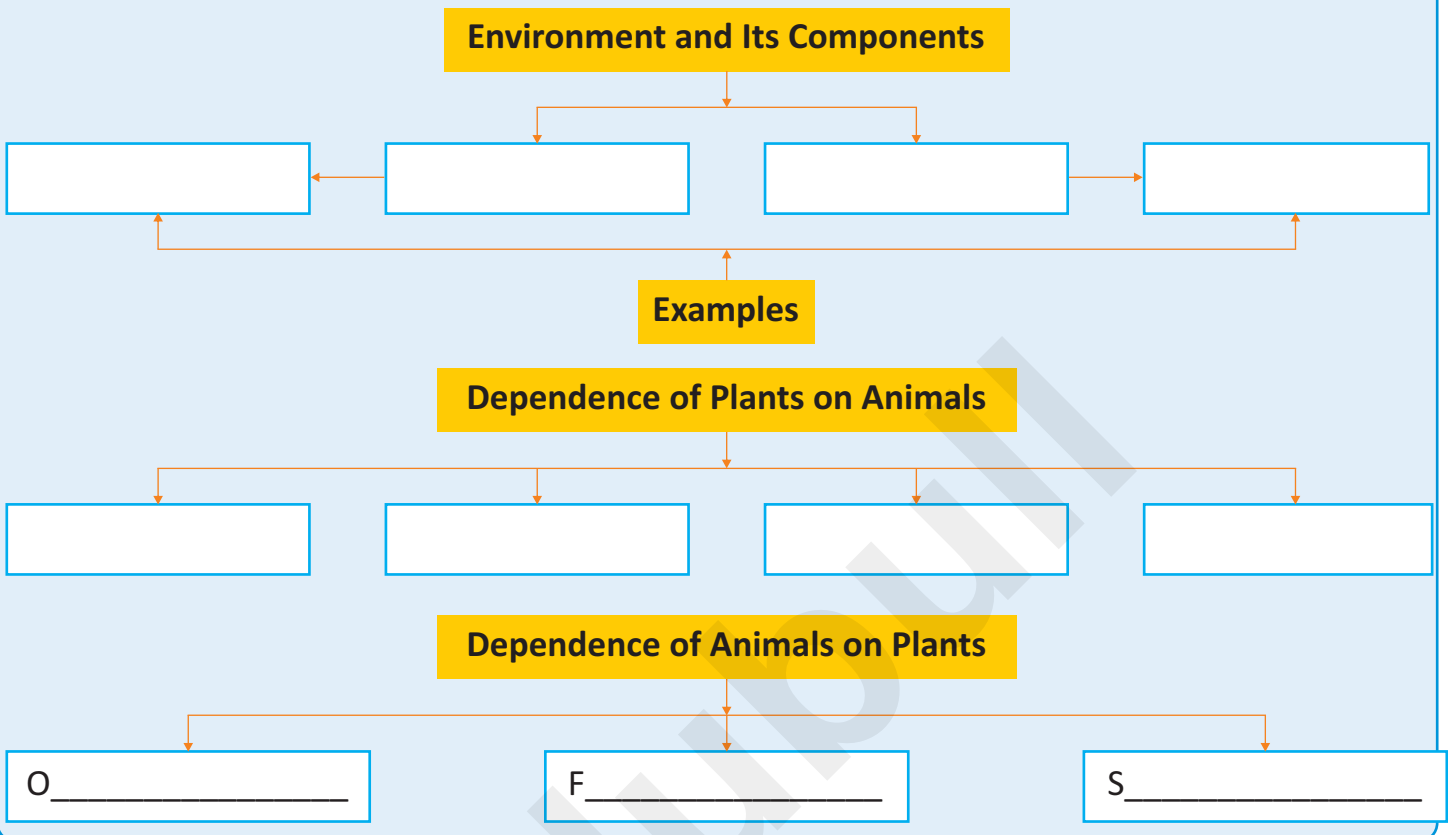 Environment and Its Components
Examples
Dependence of Plants on Animals
Dependence of Animals on Plants
O________________ F________________ S________________